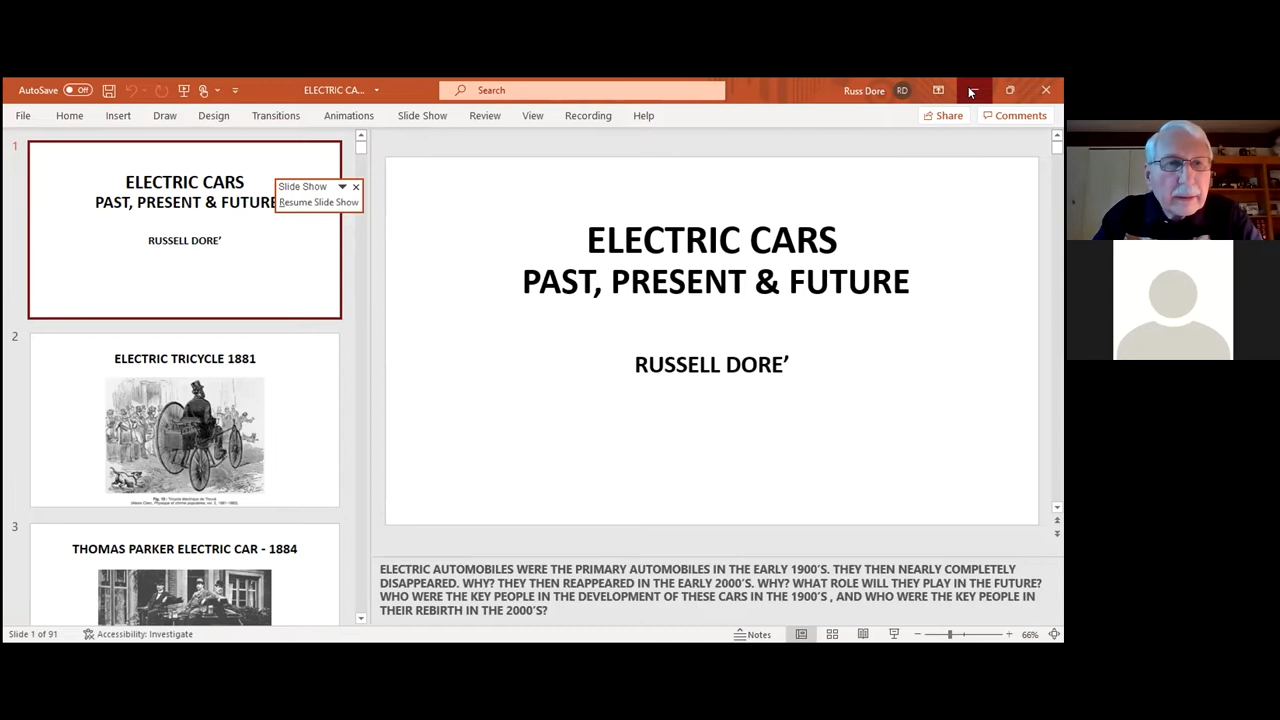 AutoSave Off
ELECTRIC CA...
Search
Russ Dore RD
File Home Insert Draw Design Transitions Animations Slide Show Review View Recording Help Share Comments
1
ELECTRIC CARS
PAST, PRESENT & FUTURE
RUSSELL DORE’
Slide Show
Resume Slide Show
2
ELECTRIC TRICYCLE 1881
3
THOMAS PARKER ELECTRIC CAR - 1884
ELECTRIC CARS
PAST, PRESENT & FUTURE
RUSSELL DORE’
ELECTRIC AUTOMOBILES WERE THE PRIMARY AUTOMOBILES IN THE EARLY 1900’S. THEY THEN NEARLY COMPLETELY
DISAPPEARED. WHY? THEY THEN REAPPEARED IN THE EARLY 2000’S. WHY? WHAT ROLE WILL THEY PLAY IN THE FUTURE?
WHO WERE THE KEY PEOPLE IN THE DEVELOPMENT OF THESE CARS IN THE 1900’S , AND WHO WERE THE KEY PEOPLE IN
THEIR REBIRTH IN THE 2000’S?
Slide 1 of 91 Accessibility: Investigate Notes 66%